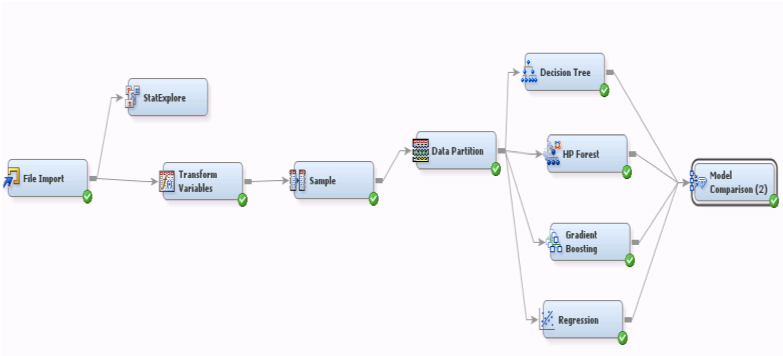 StatExplore
File Import
Transform
Variables
Sample
Data Partition
Decision Tree
HP Forest
Gradient
Boosting
Regression
Model
Comparison (2)